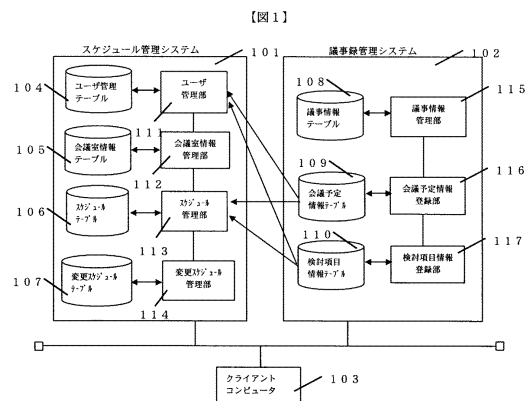 【図１】
スケジュール管理システム
１０１
議事録管理システム
１０２
１０４
ユーザ管理
テーブル
ユーザ
管理部
１１１
１０８
議事情報
テーブル
議事情報
管理部
１１５
１０５
会議室情報
テーブル
会議室情報
管理部
１１２
１０９
会議予定
情報テーブル
会議予定情報
登録部
１１６
１０６
スケジュール
テーブル
スケジュール
管理部
１１３
１１０
検討項目
情報テーブル
検討項目情報
登録部
１１７
１０７
変更スケジュール
テーブル
変更スケジュール
管理部
１１４
クライアント
コンピュータ
１０３